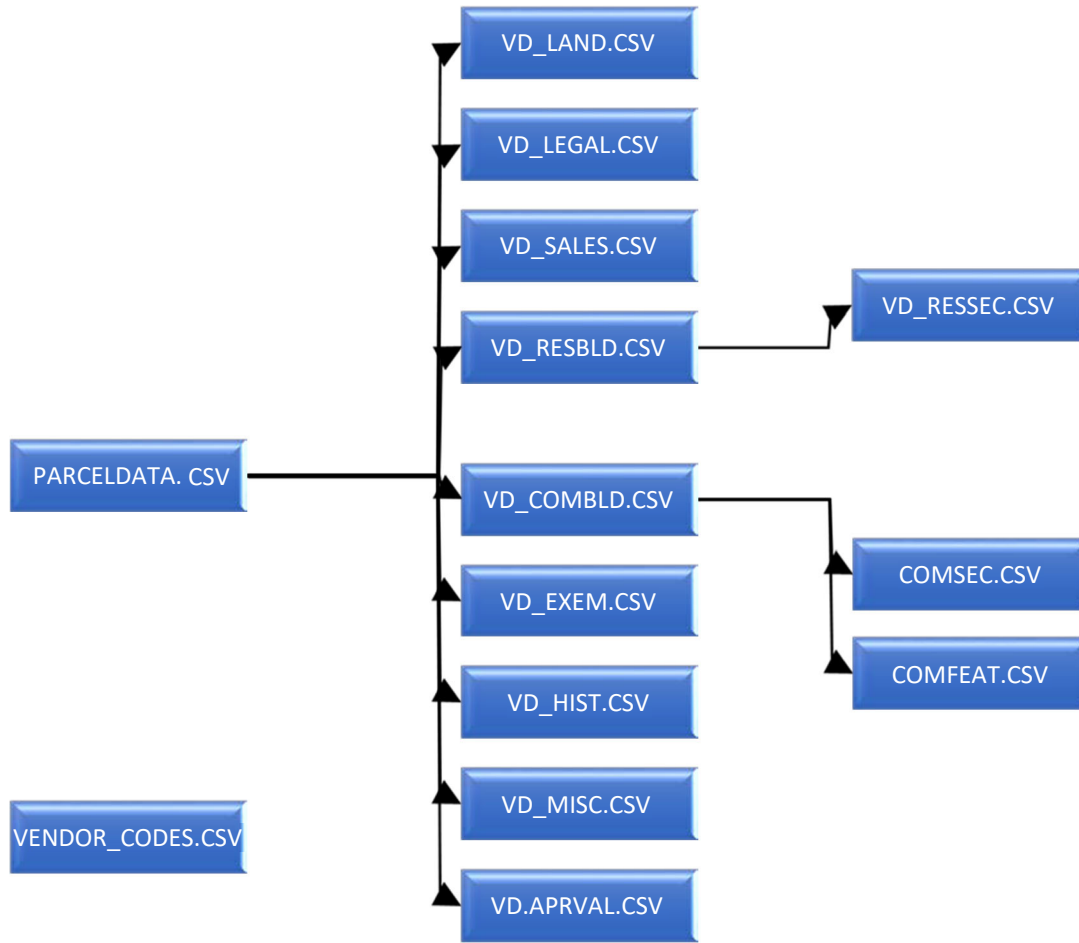 VD_LAND.CSV
VD_LEGAL.CSV
VD_SALES.CSV
VD_RESSEC.CSV
VD_RESBLD.CSV
PARCELDATA. CSV
VD_COMBLD.CSV
COMSEC.CSV
VD_EXEM.CSV
COMFEAT.CSV
VD_HIST.CSV
VD_MISC.CSV
VENDOR_CODES.CSV
VD.APRVAL.CSV